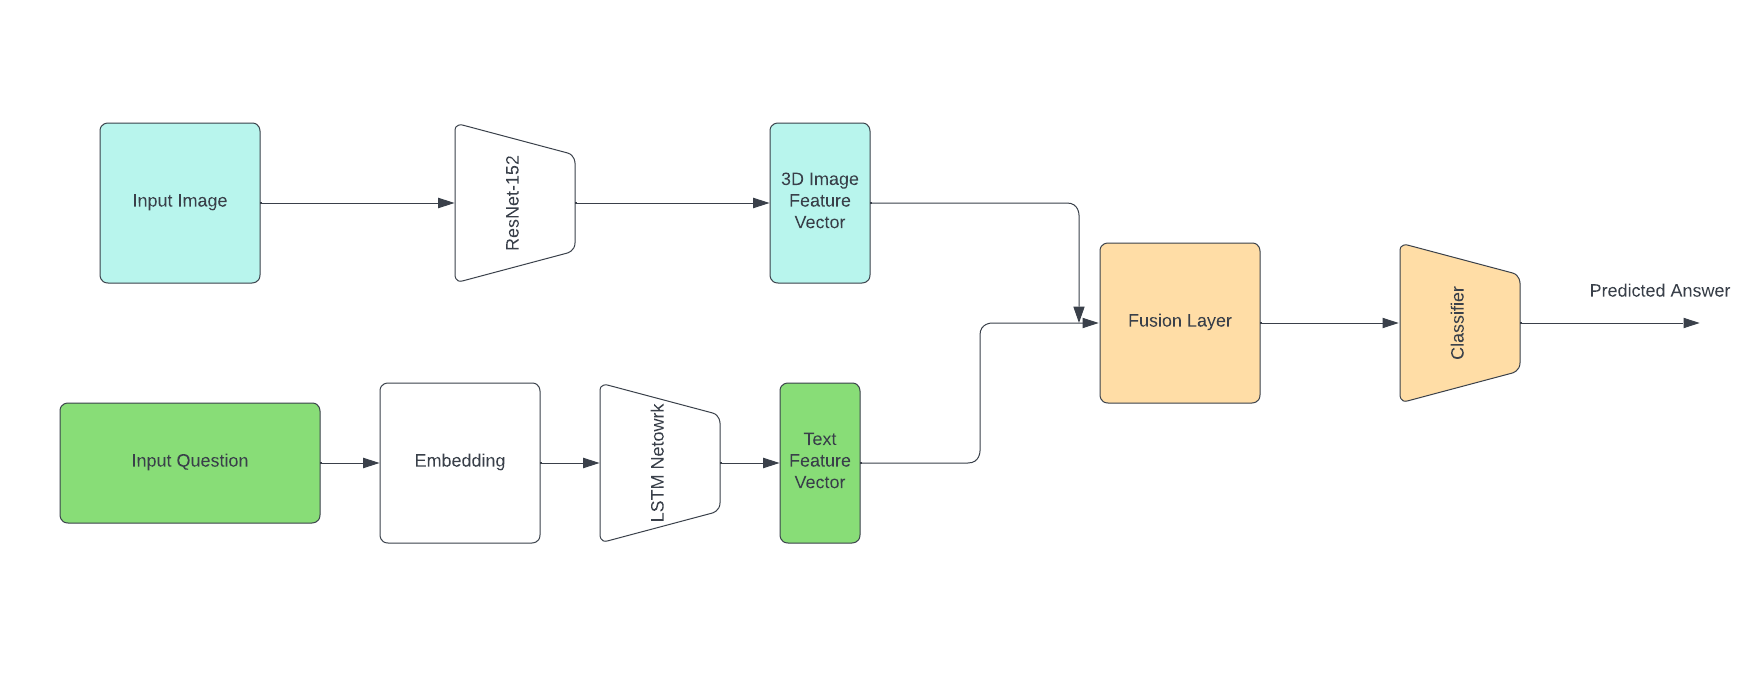 Input Image
ResNet-152
3D Image
Feature
Vector
Input Question
Embedding
LSTM Netowrk
Text
Feature
Vector
Fusion Layer
Classifier
Predicted Answer